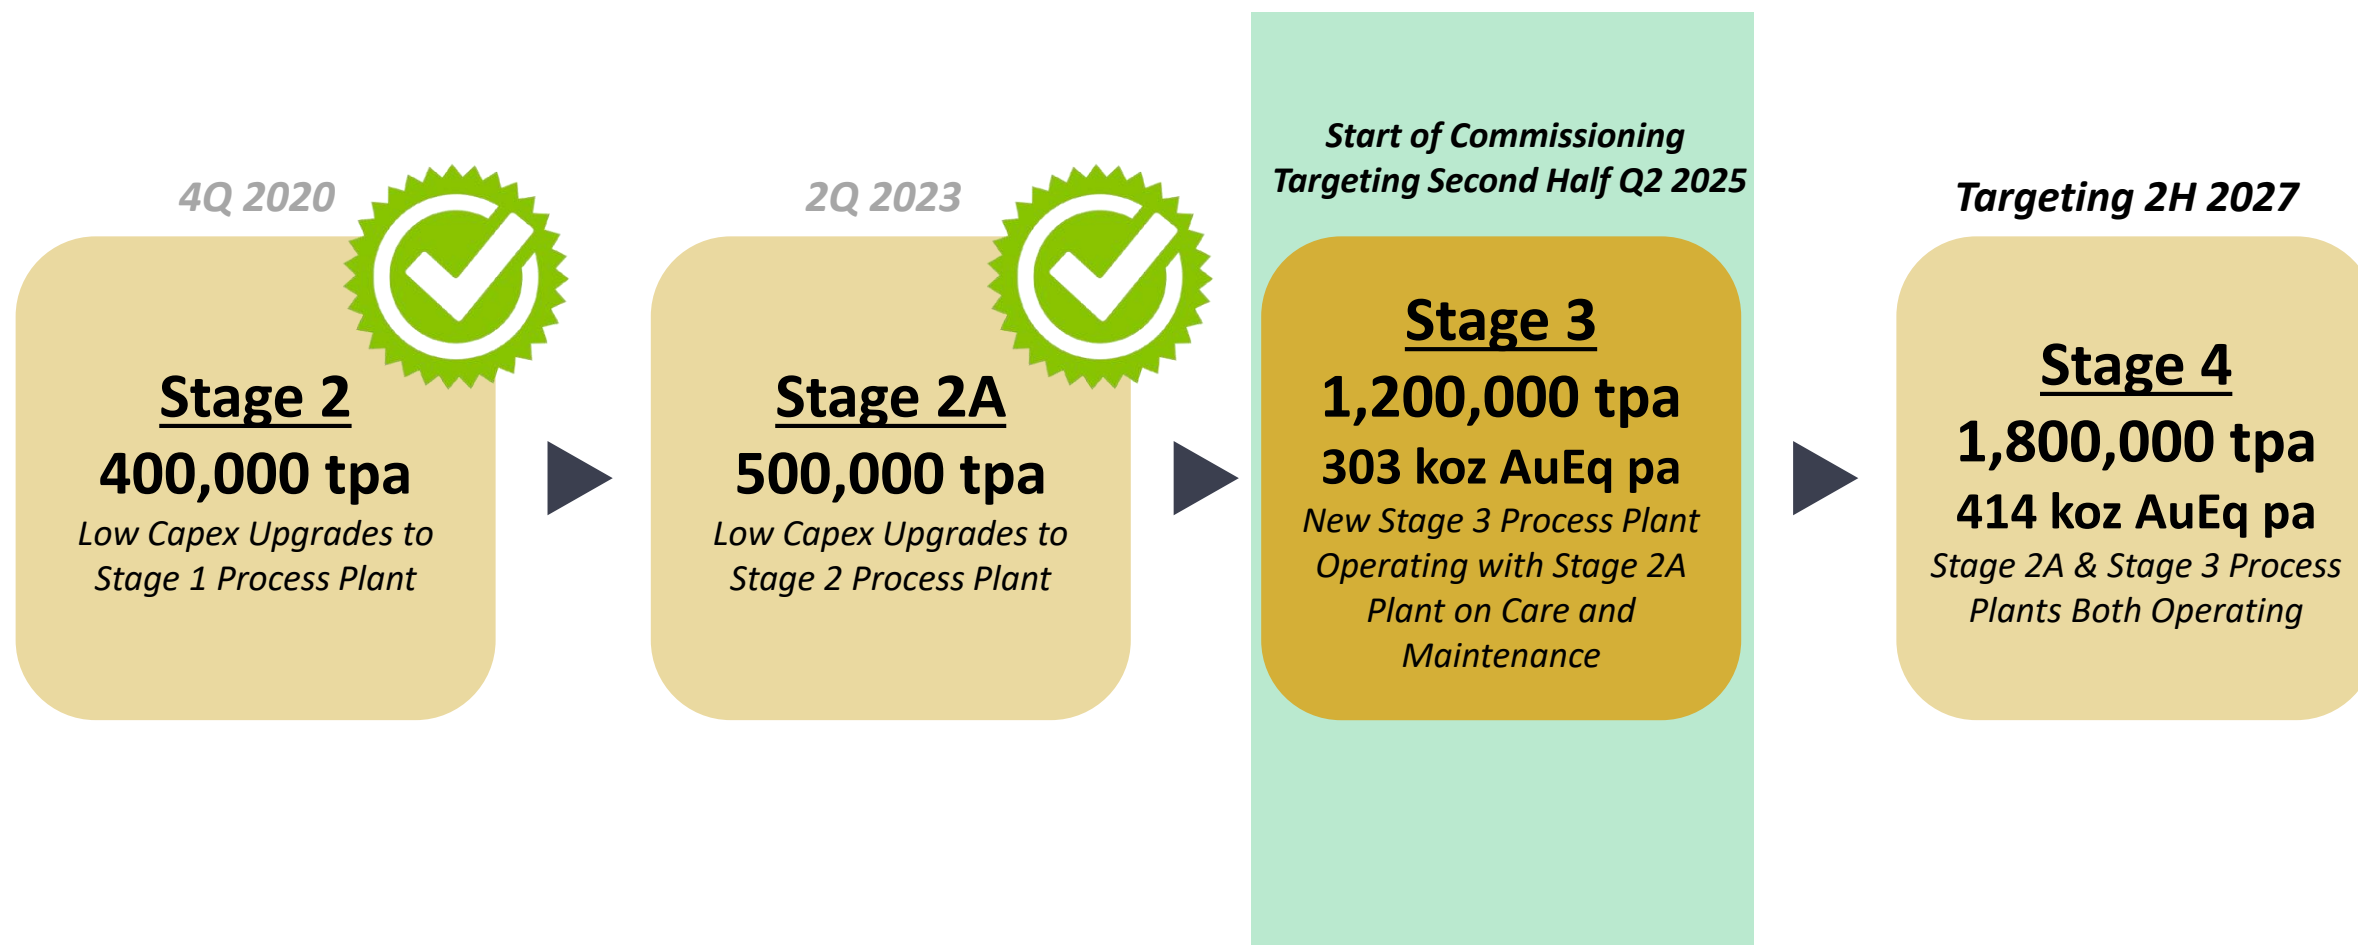 4Q 2020
Stage 2
400,000 tpa
Low Capex Upgrades to
Stage 1 Process Plant
2Q 2023
Stage 2A
500,000 tpa
Low Capex Upgrades to
Stage 2 Process Plant
Start of Commissioning
Targeting Second Half Q2 2025
Stage 3
1,200,000 tpa
303 koz AuEq pa
New Stage 3 Process Plant
Operating with Stage 2A
Plant on Care and
Maintenance
Targeting 2H 2027
Stage 4
1,800,000 tpa
414 koz AuEq pa
Stage 2A & Stage 3 Process
Plants Both Operating